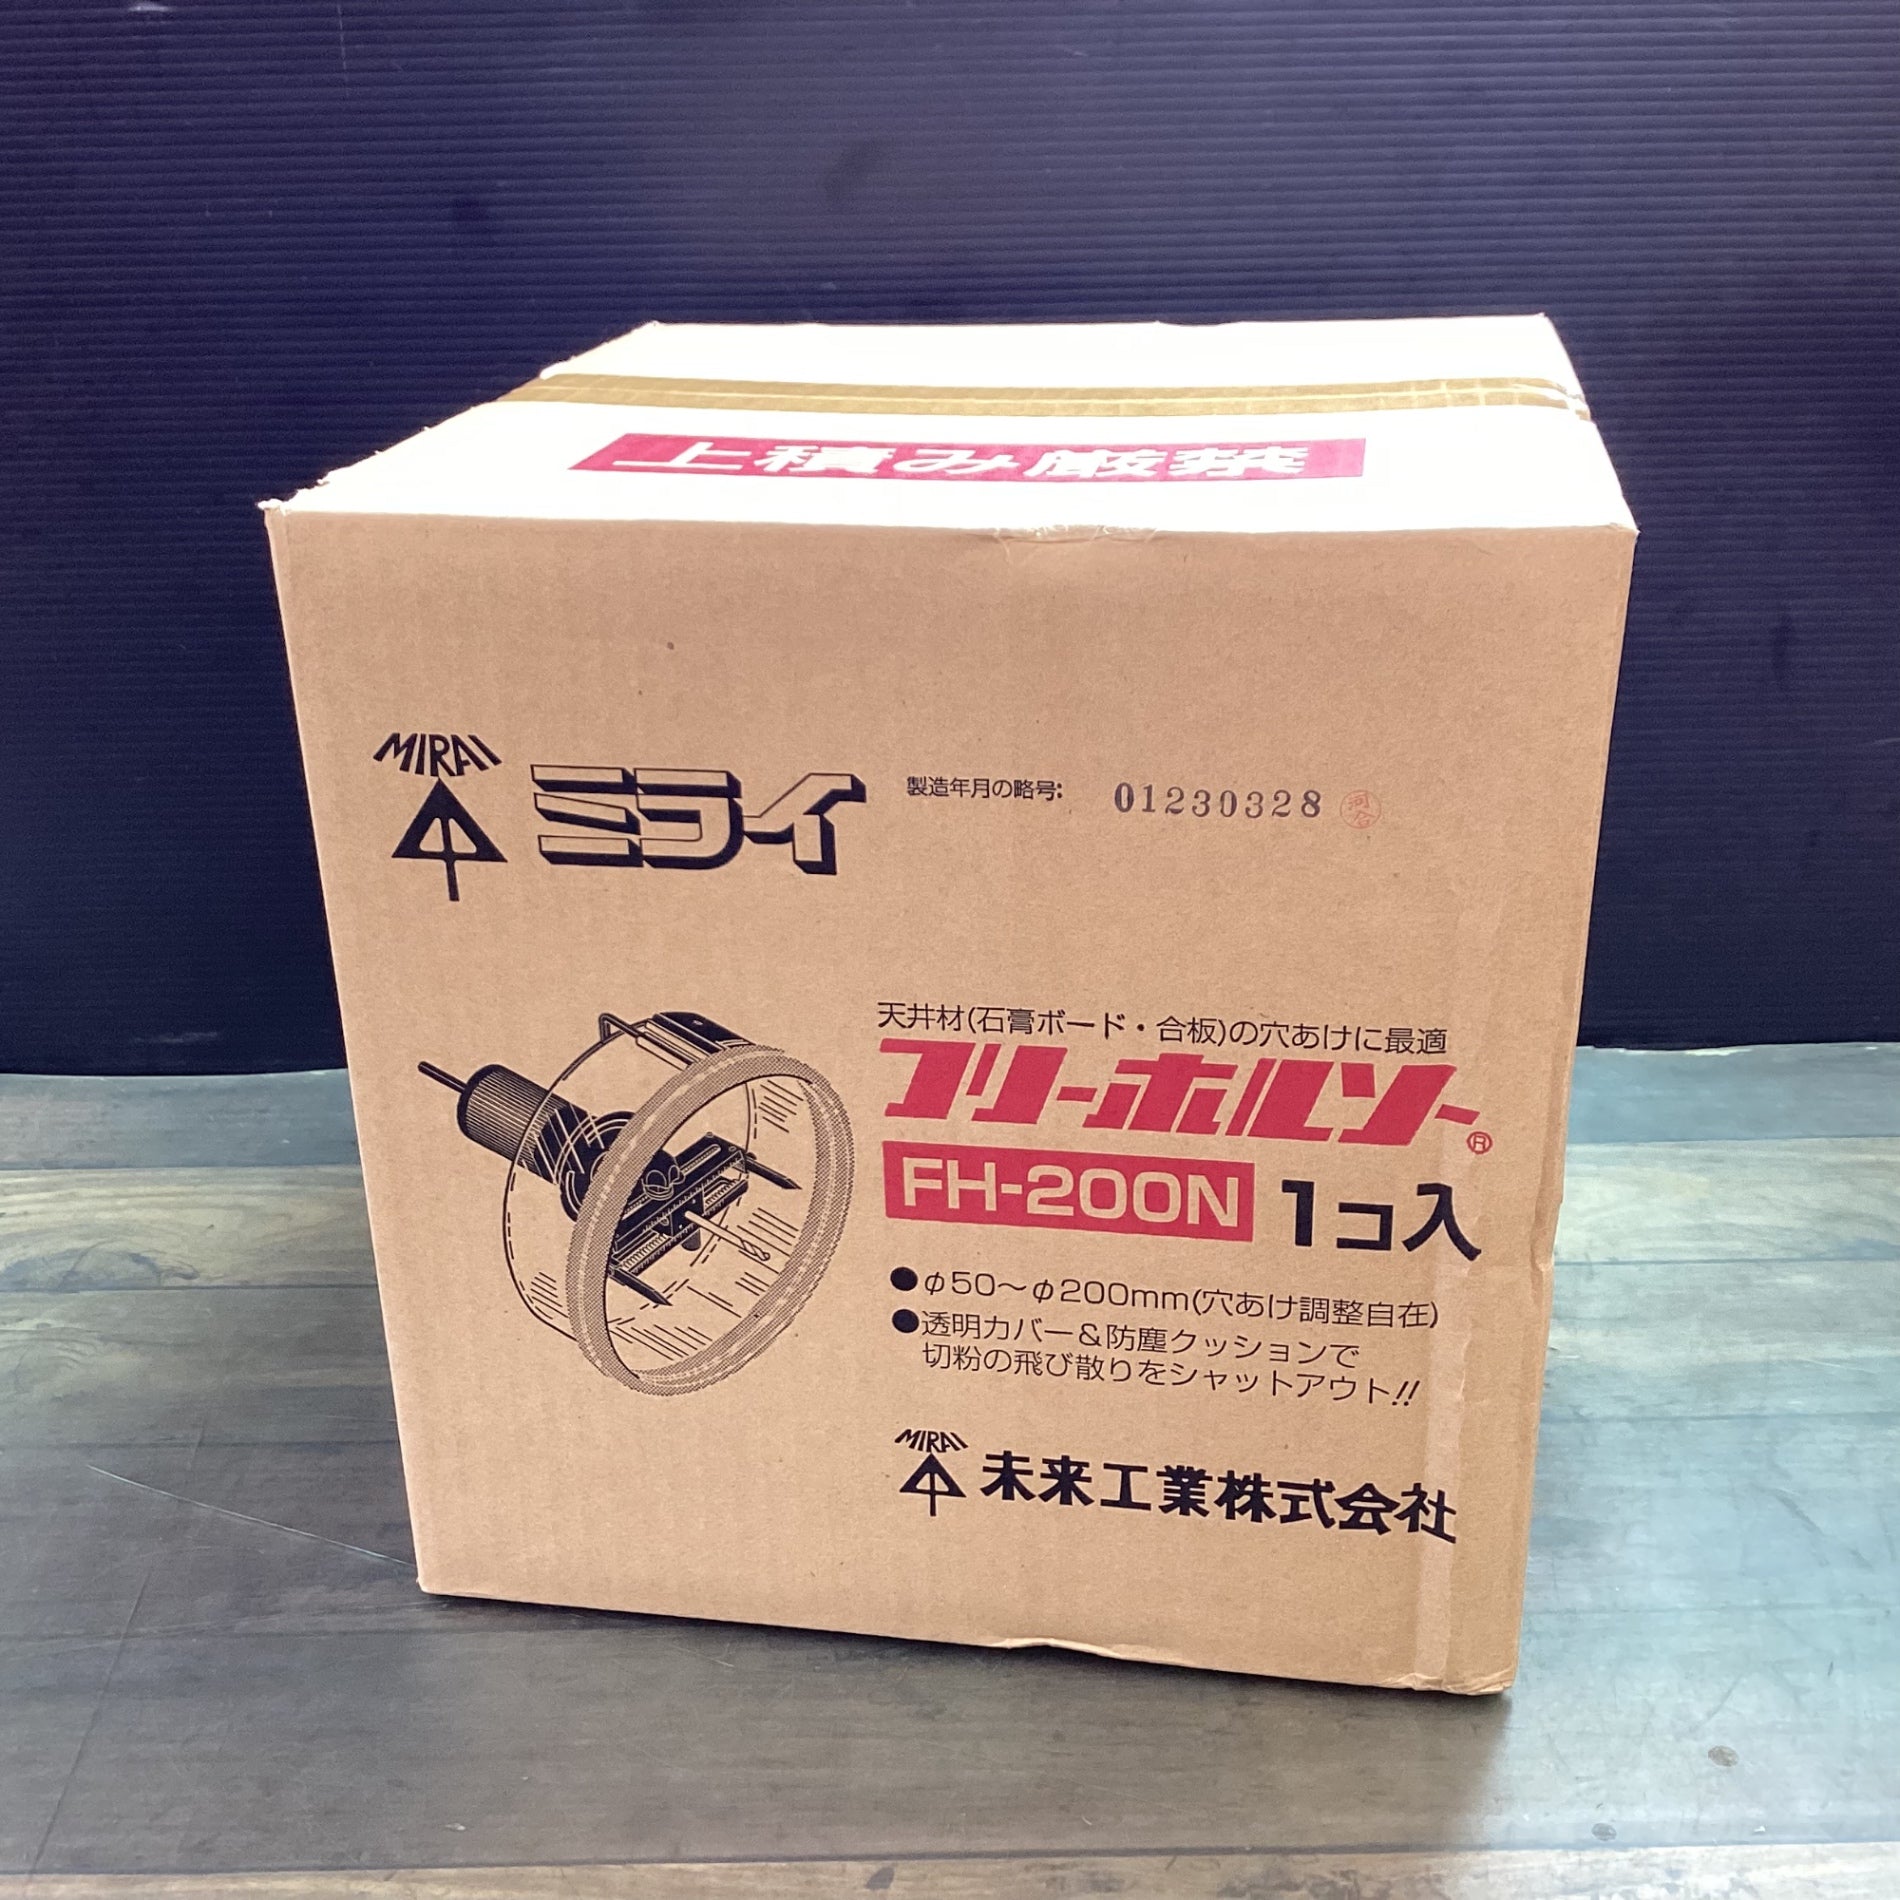 上積み厳禁
MIRAI
ミライ
製造年月の略号: 01230328 河合
天井材(石膏ボード・合板)の穴あけに最適
フリーホルソー®
FH-200N 1コ入
●φ50〜φ200mm(穴あけ調整自在)
●透明カバー&防塵クッションで
切粉の飛び散りをシャットアウト!!
MIRAI
未来工業株式会社